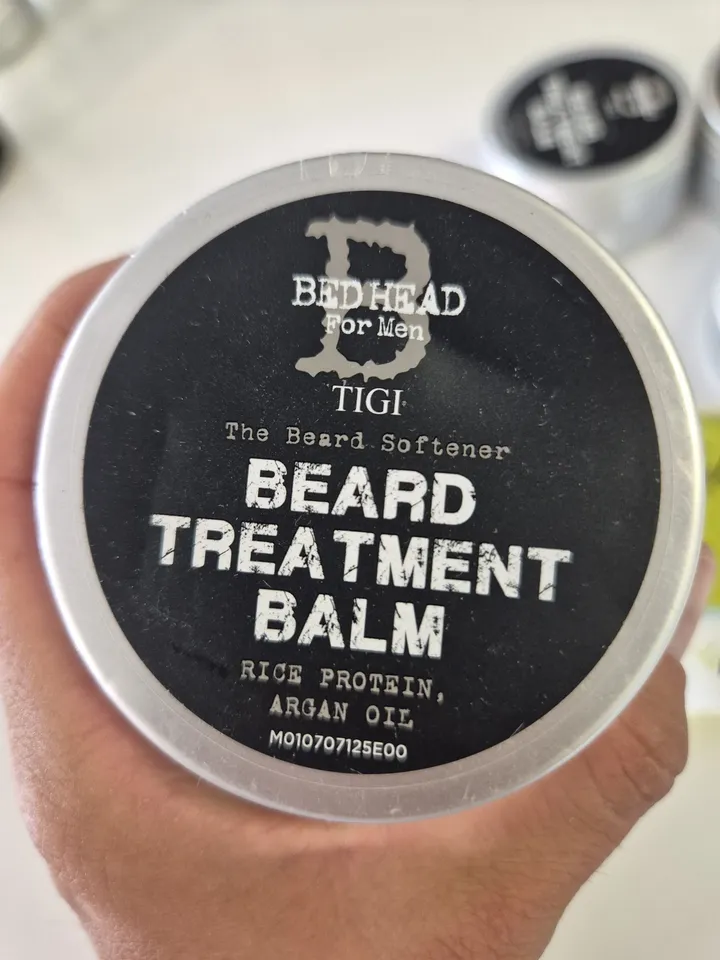 B
BED HEAD
For Men
TIGI
The Beard Softener
BEARD
TREATMENT
BALM
RICE PROTEIN,
ARGAN OIL
M010707125E00